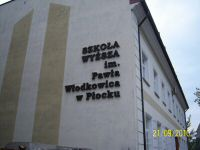 SZKOŁA
WYŻSZA
im.
Pawła
Włodkowica
w Płocku
21.09.2010